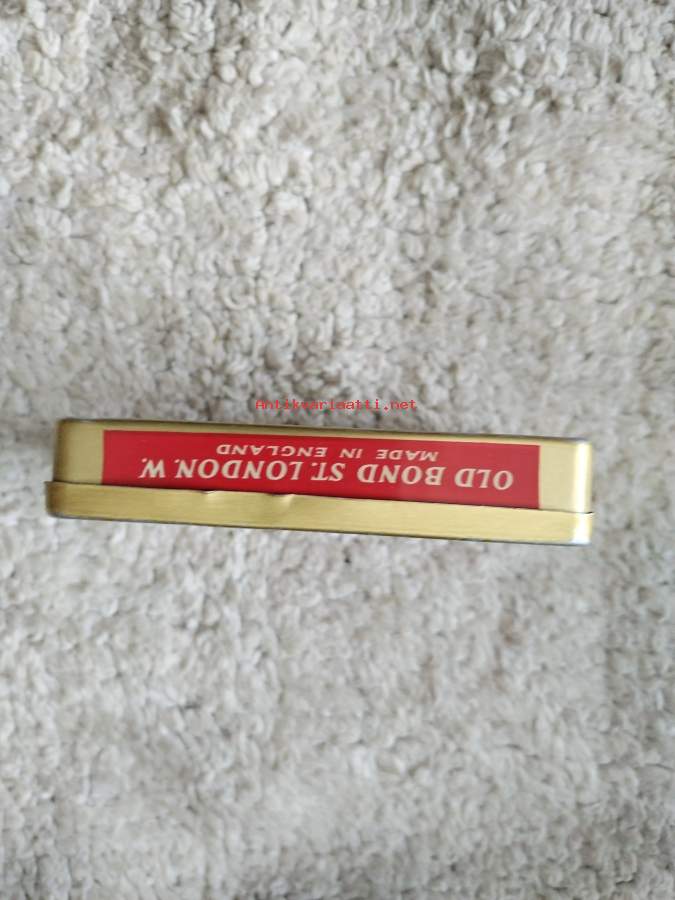 Antikvariaatti.net
OLD BOND ST. LONDON. W.
MADE IN ENGLAND